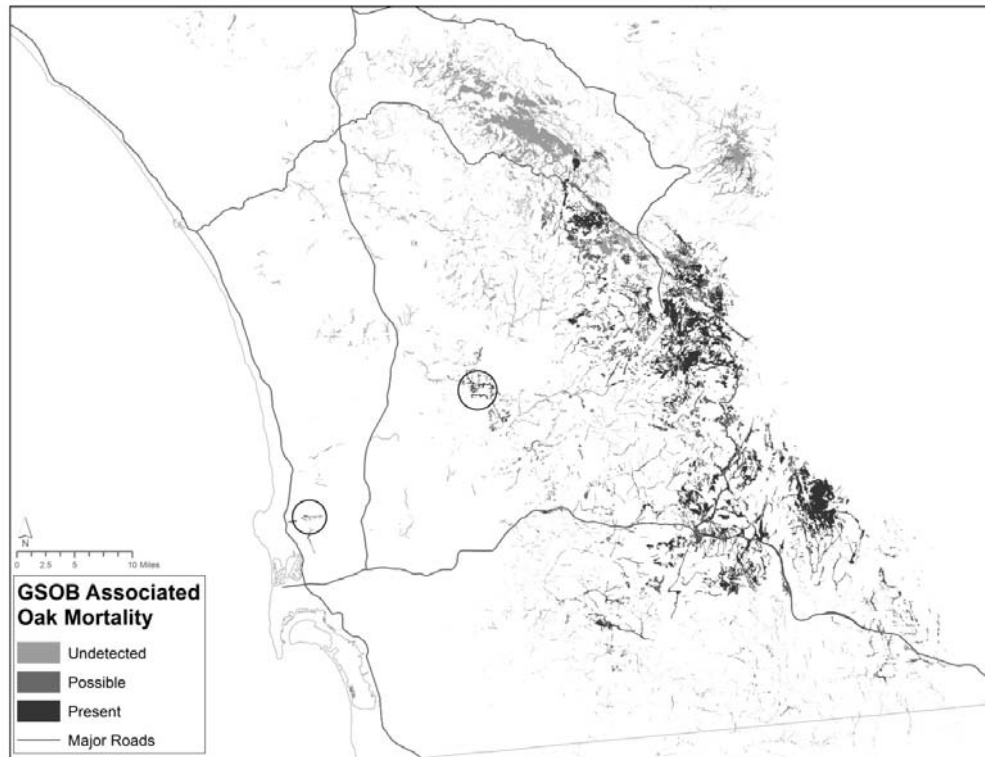 N
0 2.5 5 10 Miles
GSOB Associated
Oak Mortality
Undetected
Possible
Present
Major Roads